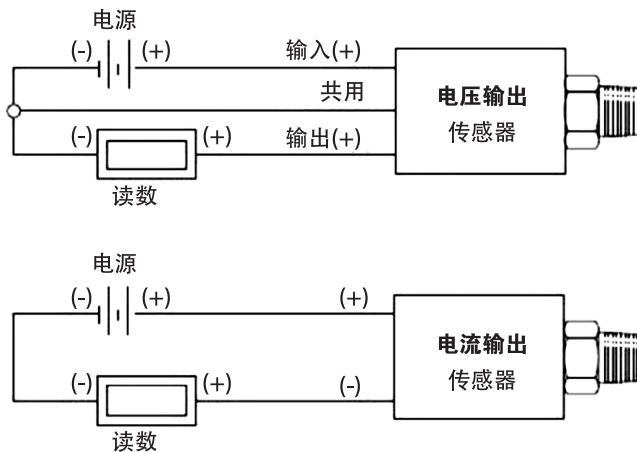 电源
(-) (+) 输入(+)
共用
电压输出
传感器
(-) (+) 输出(+)
读数
电源
(-) (+) (+)
电流输出
传感器
(-) (+) (-)
读数